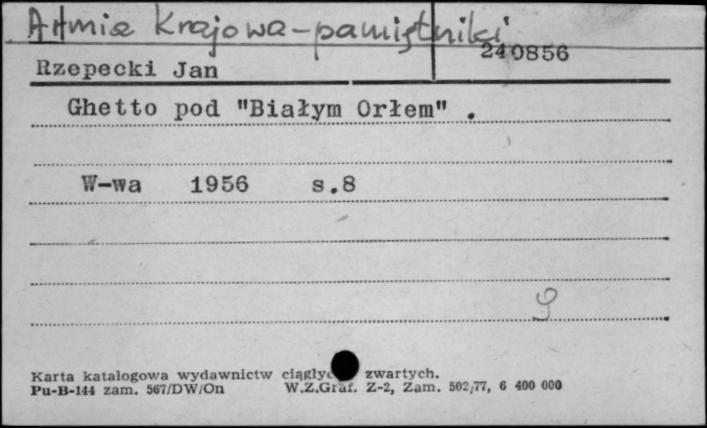 Armia Krajowa-pamiętniki
240856
Rzepecki Jan
Ghetto pod "Białym Orłem" .
W-wa 1956 s.8
Karta katalogowa wydawnictw ciągłyc zwartych.
Pu-B-144 zam. 567/DW/On W.Z.Graf. Z-2, Zam. 502/77, 6 400 000